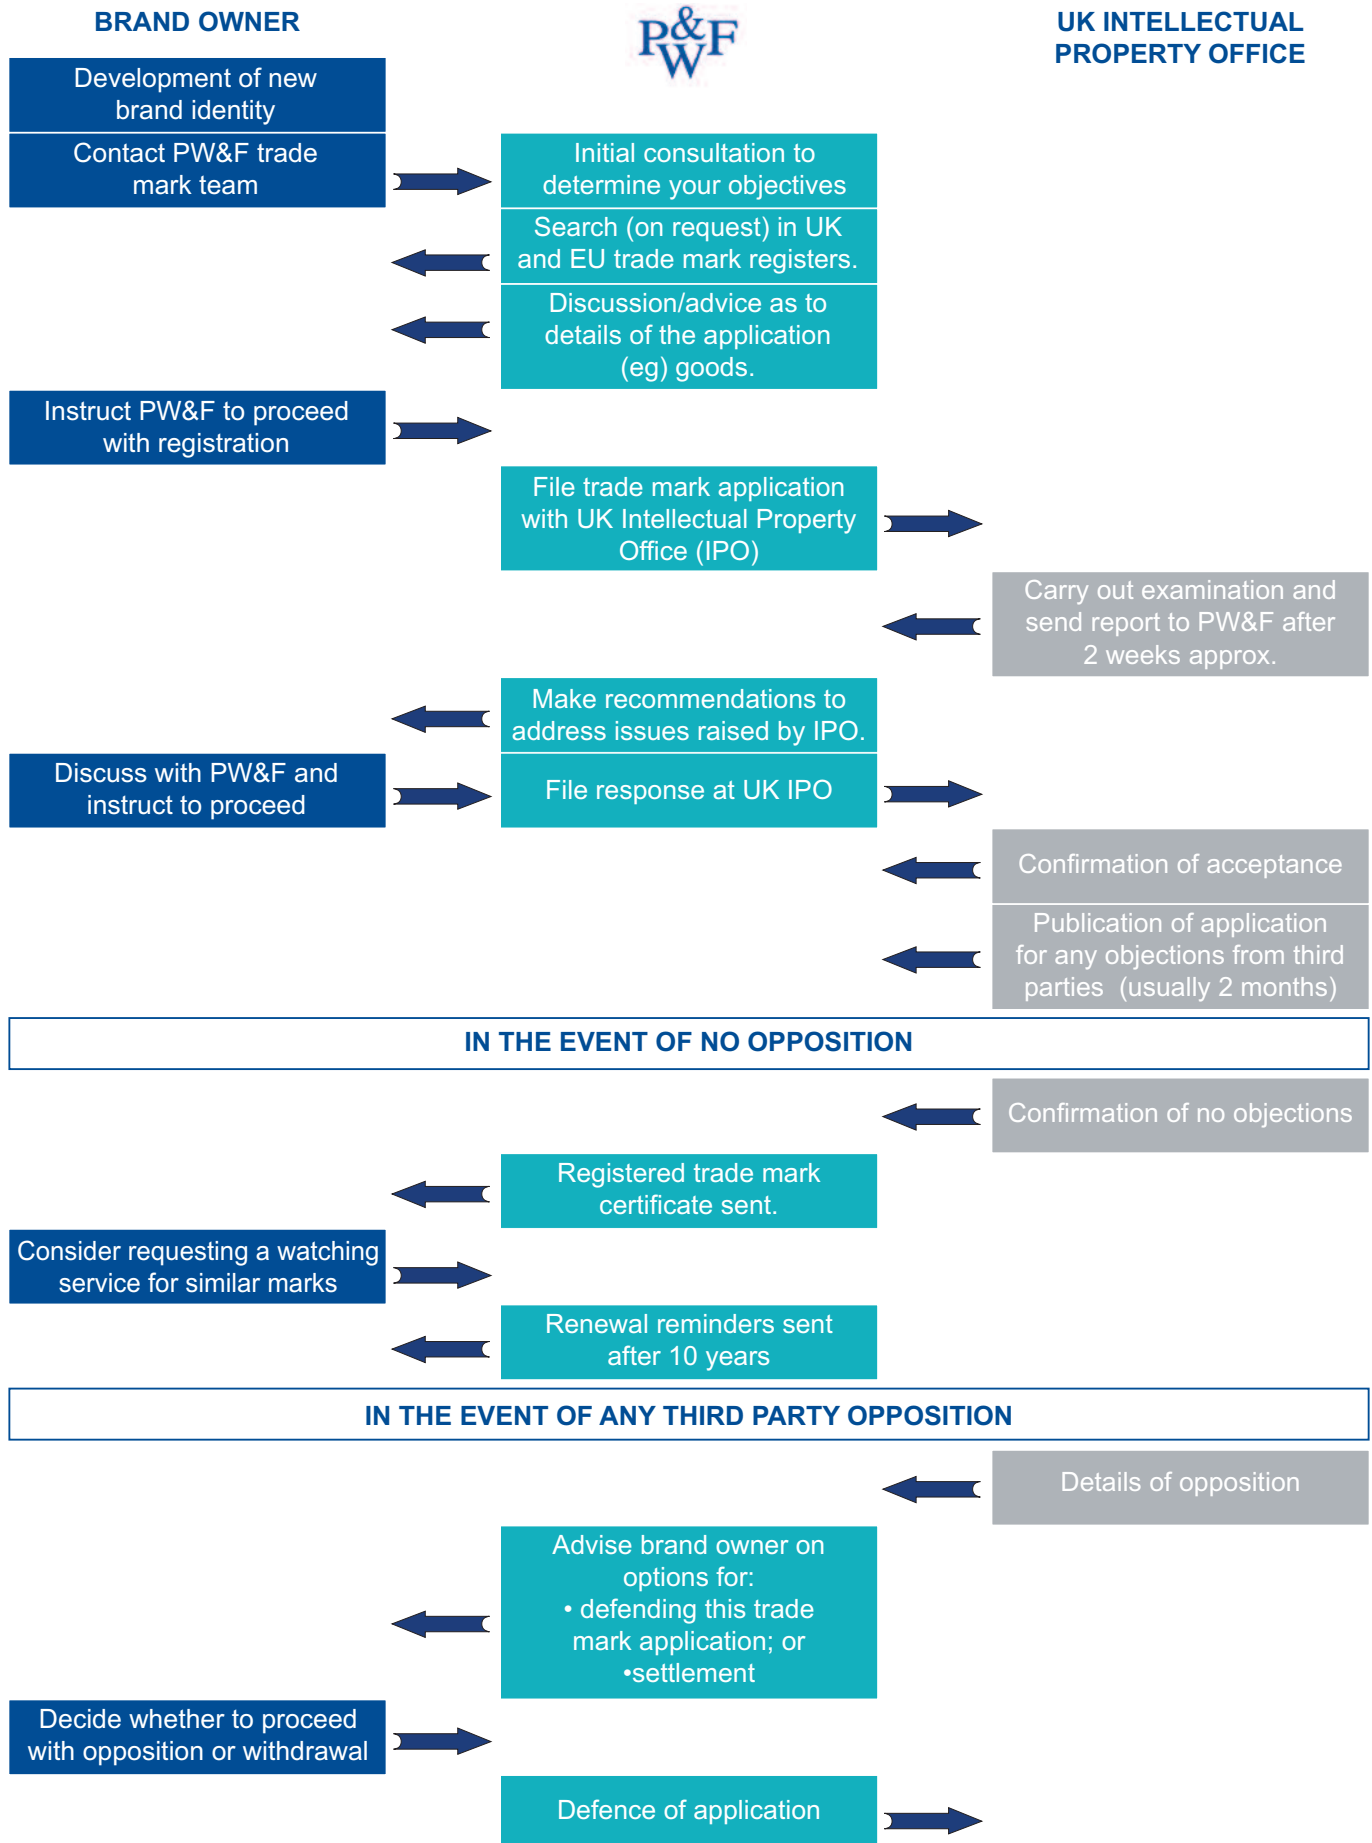 BRAND OWNER
P&F
W
UK INTELLECTUAL
PROPERTY OFFICE
Development of new
brand identity
Contact PW&F trade
mark team
Initial consultation to
determine your objectives
Search (on request) in UK
and EU trade mark registers.
Discussion/advice as to
details of the application
(eg) goods.
Instruct PW&F to proceed
with registration
File trade mark application
with UK Intellectual Property
Office (IPO)
Carry out examination and
send report to PW&F after
2 weeks approx.
Make recommendations to
address issues raised by IPO.
Discuss with PW&F and
instruct to proceed
File response at UK IPO
Confirmation of acceptance
Publication of application
for any objections from third
parties  (usually 2 months)
IN THE EVENT OF NO OPPOSITION
Confirmation of no objections
Registered trade mark
certificate sent.
Consider requesting a watching
service for similar marks
Renewal reminders sent
after 10 years
IN THE EVENT OF ANY THIRD PARTY OPPOSITION
Details of opposition
Advise brand owner on
options for:
• defending this trade
mark application; or
•settlement
Decide whether to proceed
with opposition or withdrawal
Defence of application